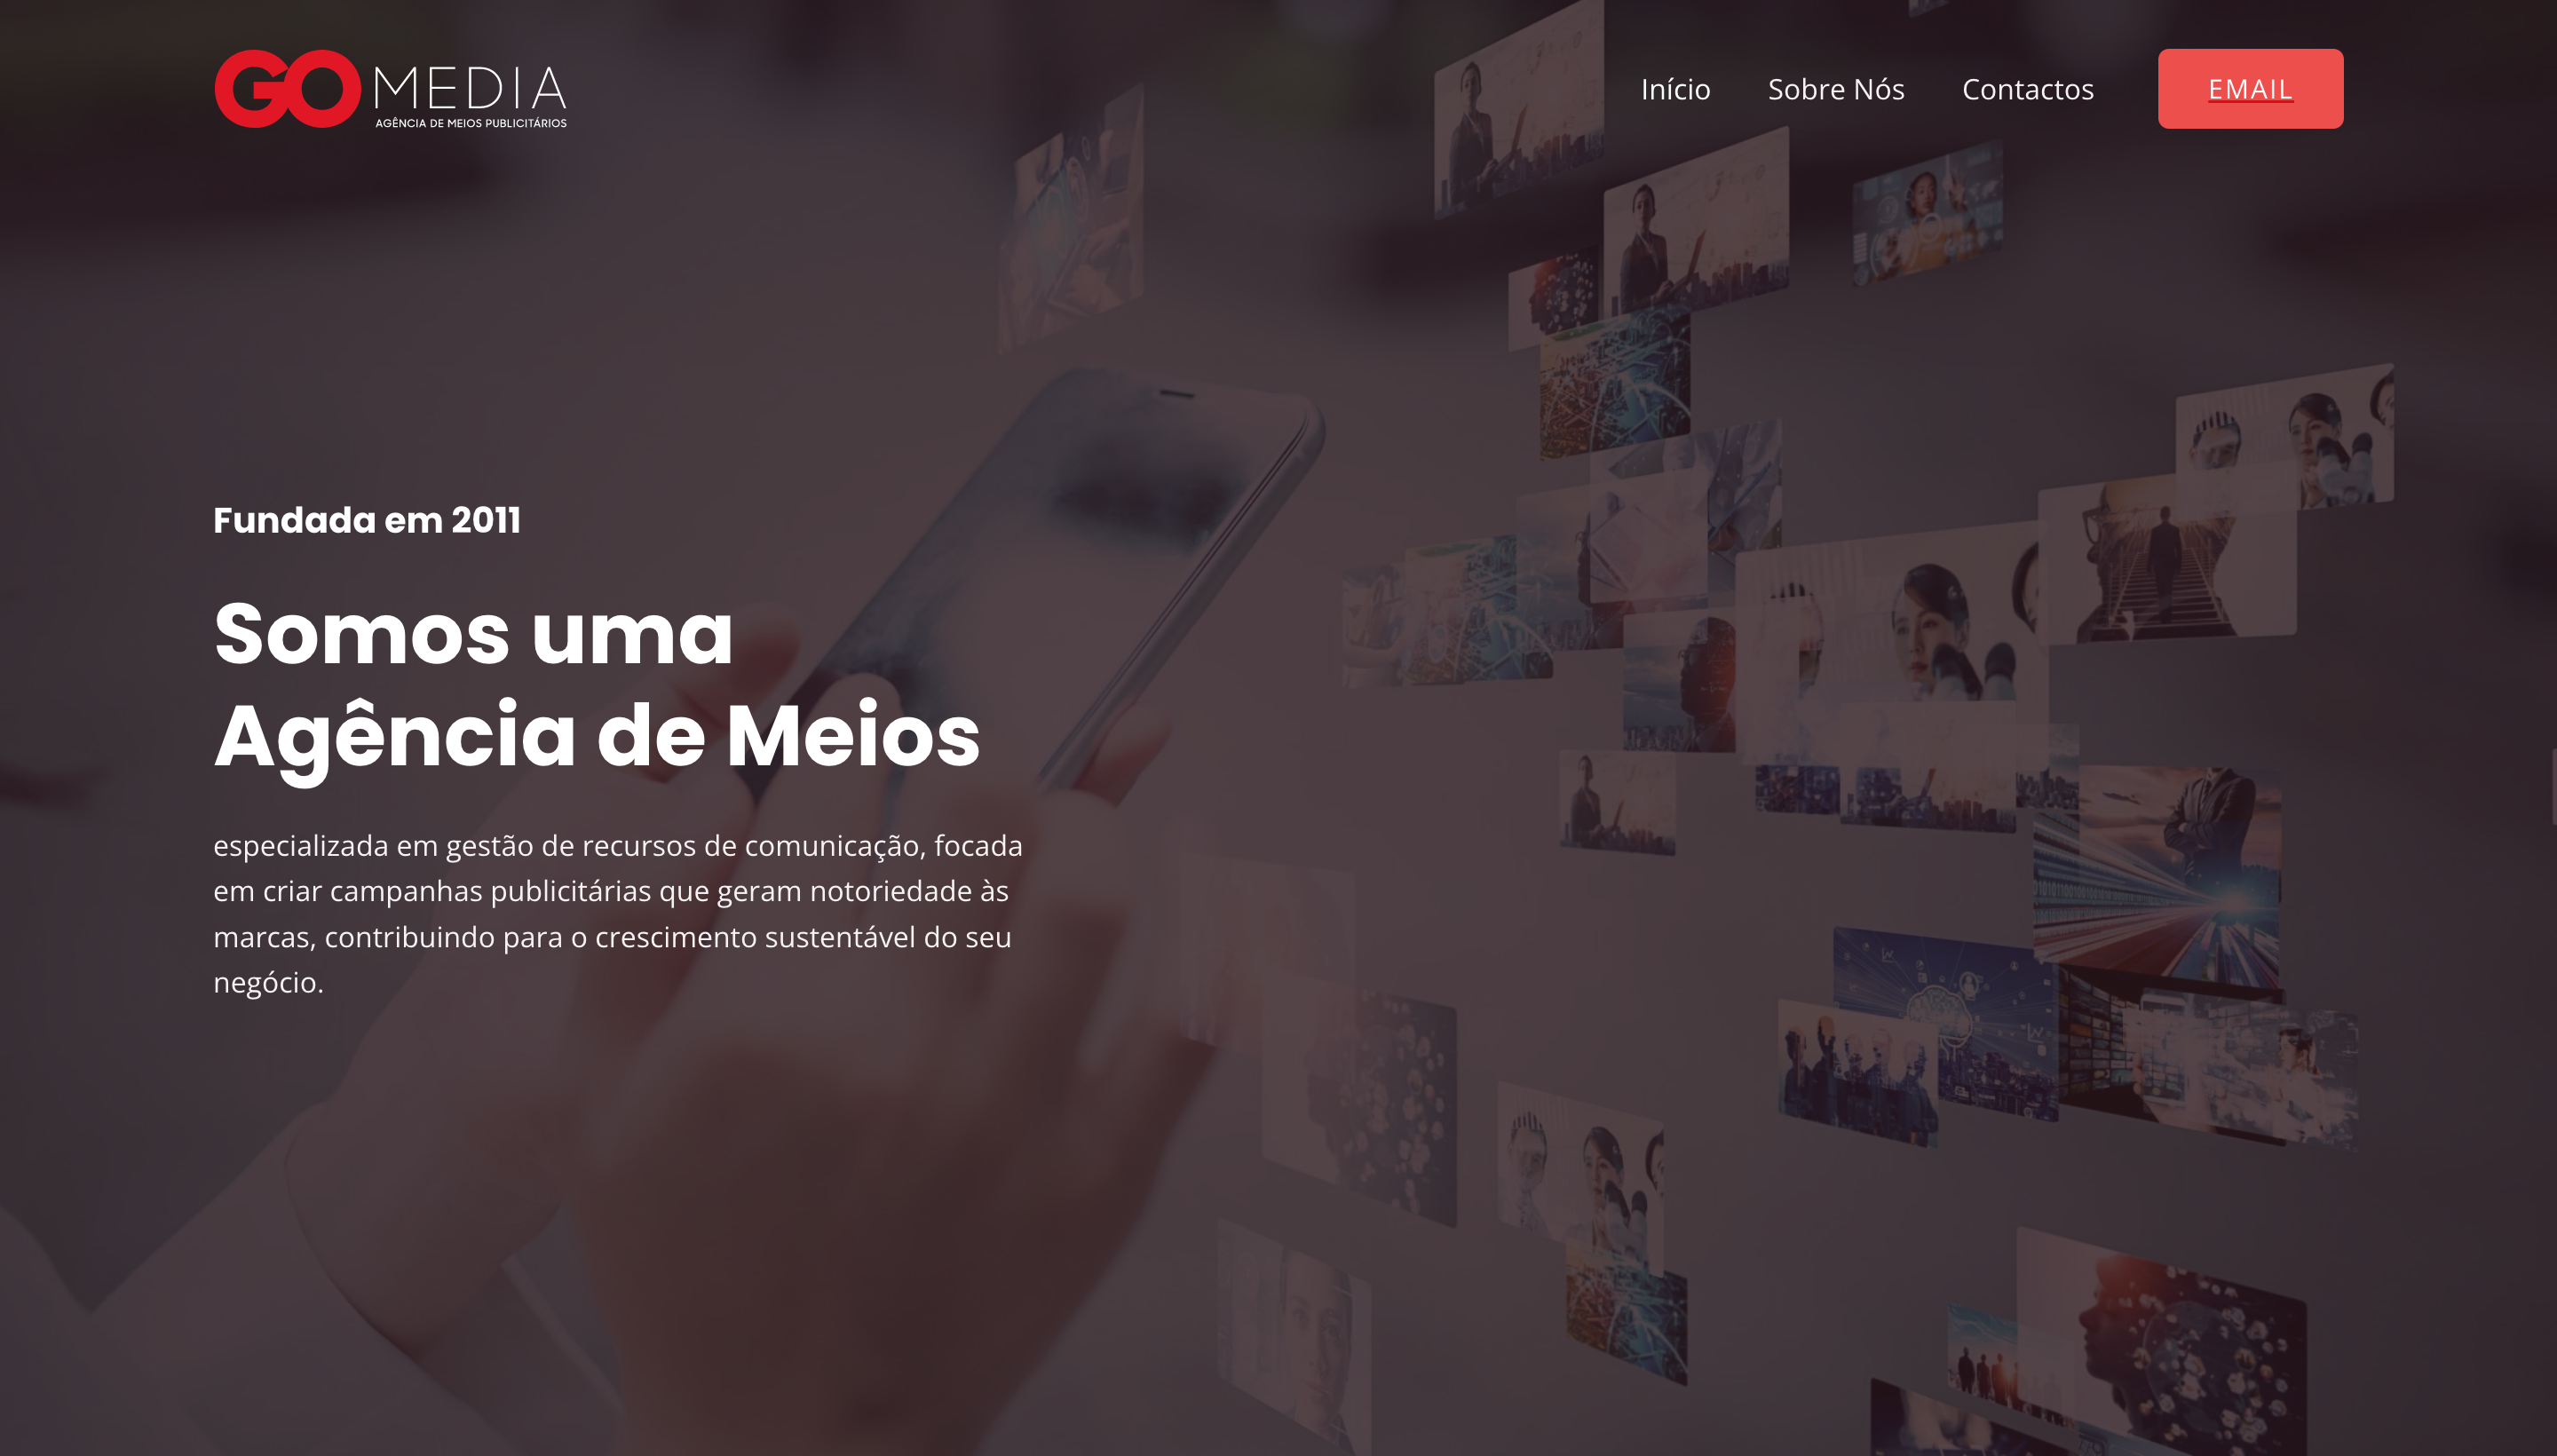 GO MEDIA
AGÊNCIA DE MEIOS PUBLICITÁRIOS
Início
Sobre Nós
Contactos
EMAIL
Fundada em 2011
Somos uma
Agência de Meios
especializada em gestão de recursos de comunicação, focada
em criar campanhas publicitárias que geram notoriedade às
marcas, contribuindo para o crescimento sustentável do seu
negócio.